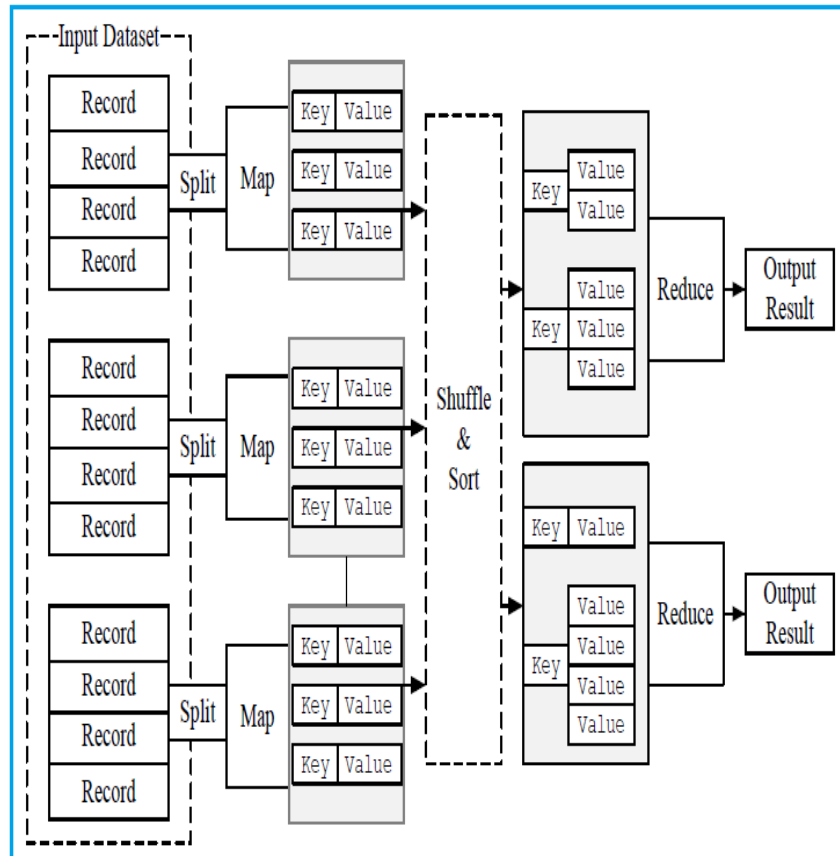 Input Dataset
Record
Record
Record
Record
Split
Map
Key Value
Key Value
Key Value
Record
Record
Record
Record
Split
Map
Key Value
Key Value
Key Value
Record
Record
Record
Record
Split
Map
Key Value
Key Value
Key Value
Shuffle
&
Sort
Key
Value
Value
Key
Value
Value
Value
Reduce
Output
Result
Key Value
Key
Value
Value
Value
Value
Reduce
Output
Result